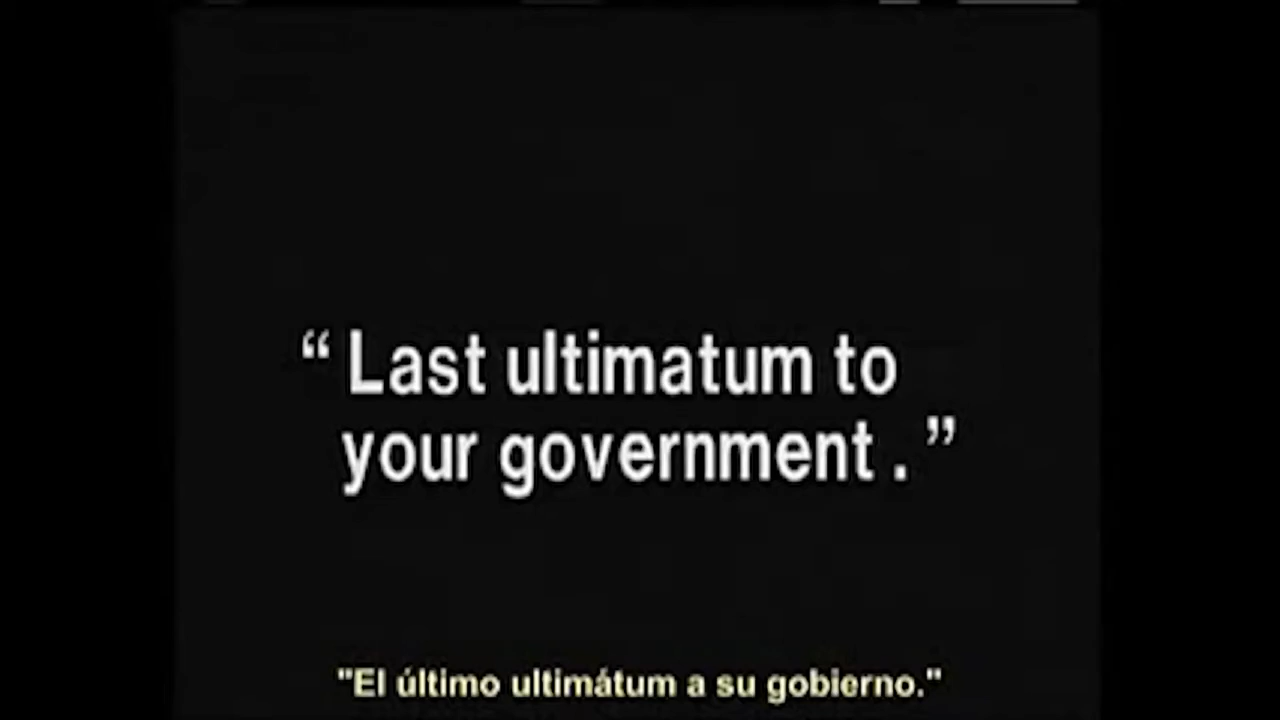 “ Last ultimatum to
your government . ”
"El último ultimátum a su gobierno."